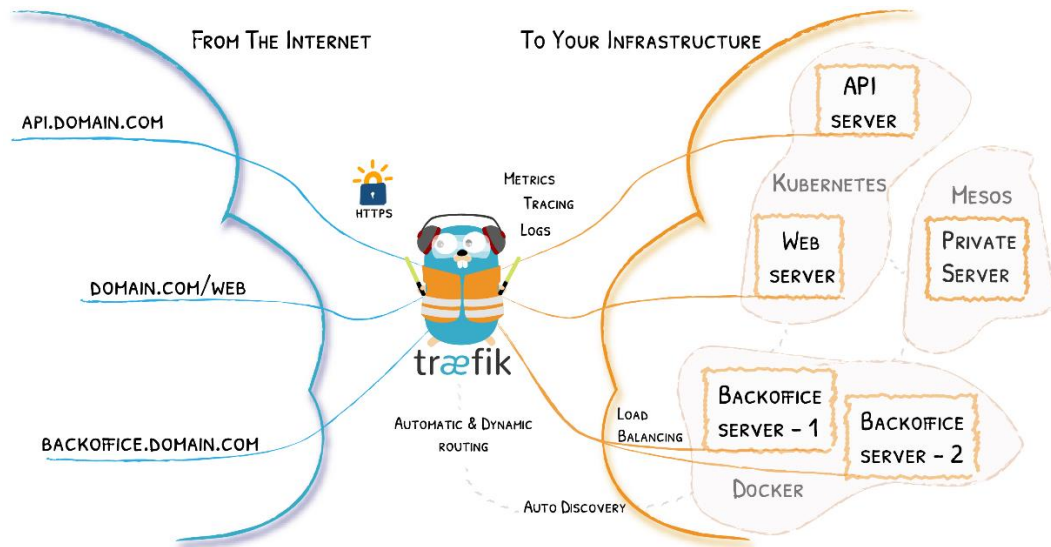 FROM THE INTERNET
TO YOUR INFRASTRUCTURE
API.DOMAIN.COM
DOMAIN.COM/WEB
BACKOFFICE.DOMAIN.COM
HTTPS
METRICS
TRACING
LOGS
træfik
AUTOMATIC & DYNAMIC
ROUTING
AUTO DISCOVERY
LOAD
BALANCING
API
SERVER
KUBERNETES
WEB
SERVER
MESOS
PRIVATE
SERVER
BACKOFFICE
SERVER - 1
BACKOFFICE
SERVER - 2
DOCKER